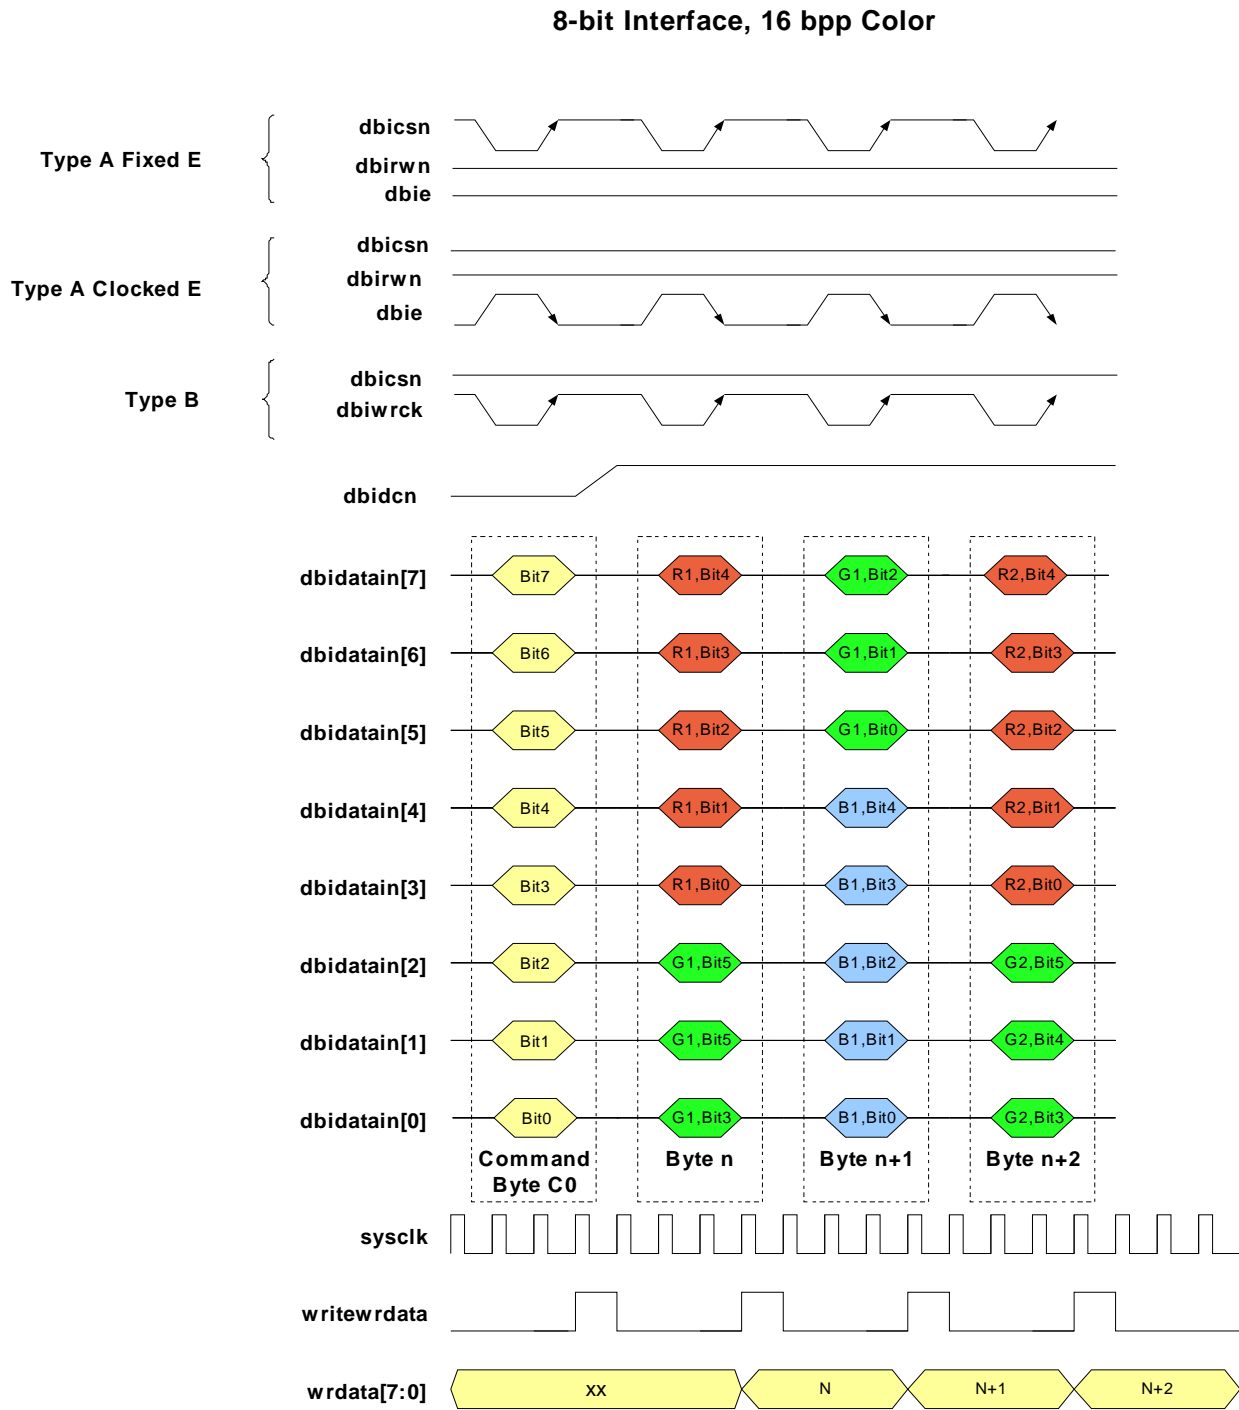 8-bit Interface, 16 bpp Color
Type A Fixed E
dbicsn
dbirwn
dbie
Type A Clocked E
dbicsn
dbirwn
dbie
Type B
dbicsn
dbiwrck
dbidcn
dbidatain[7] Bit7 R1,Bit4 G1,Bit2 R2,Bit4
dbidatain[6] Bit6 R1,Bit3 G1,Bit1 R2,Bit3
dbidatain[5] Bit5 R1,Bit2 G1,Bit0 R2,Bit2
dbidatain[4] Bit4 R1,Bit1 B1,Bit4 R2,Bit1
dbidatain[3] Bit3 R1,Bit0 B1,Bit3 R2,Bit0
dbidatain[2] Bit2 G1,Bit5 B1,Bit2 G2,Bit5
dbidatain[1] Bit1 G1,Bit5 B1,Bit1 G2,Bit4
dbidatain[0] Bit0 G1,Bit3 B1,Bit0 G2,Bit3
Command Byte n Byte n+1 Byte n+2
Byte C0
sysclk
writewrdata
wrdata[7:0] xx N N+1 N+2